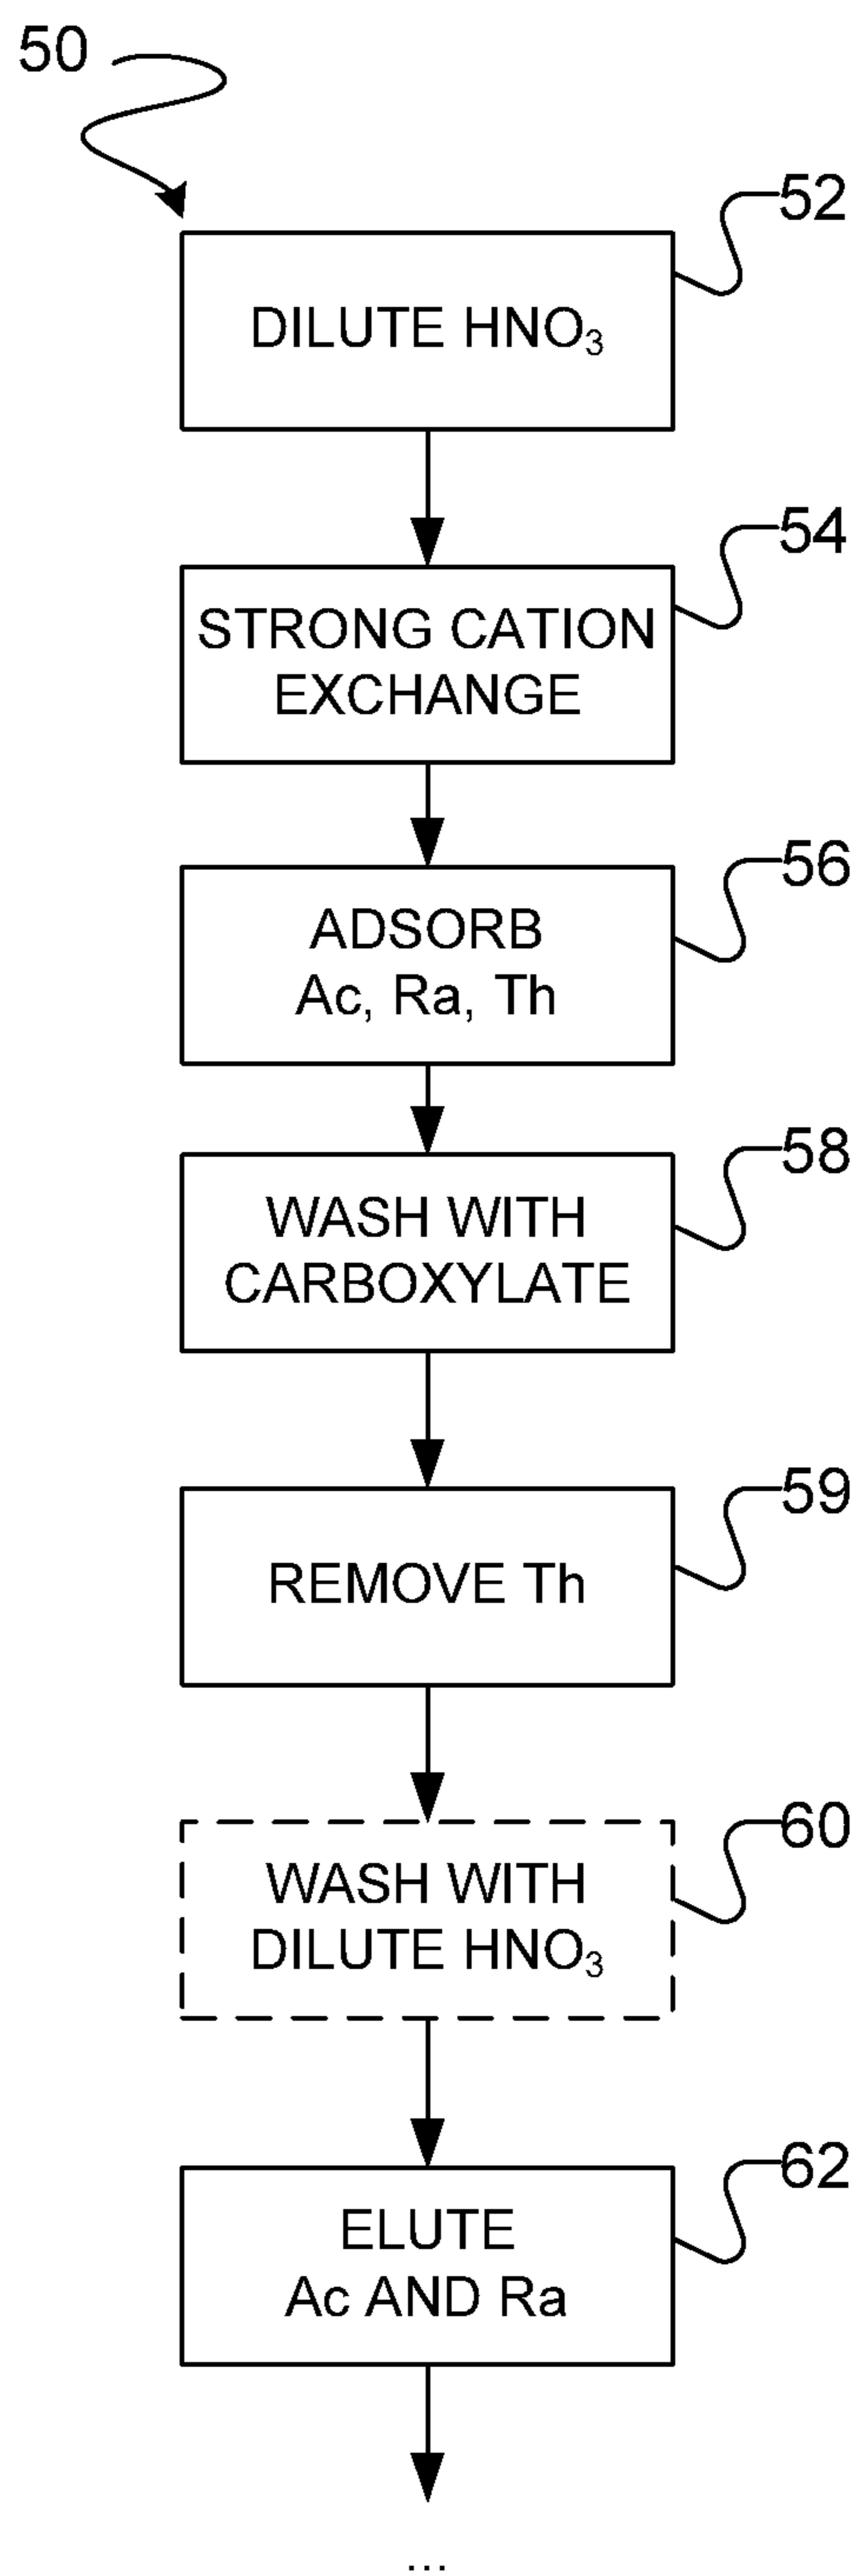 50
52
DILUTE HNO₃
54
STRONG CATION
EXCHANGE
56
ADSORB
Ac, Ra, Th
58
WASH WITH
CARBOXYLATE
59
REMOVE Th
60
WASH WITH
DILUTE HNO₃
62
ELUTE
Ac AND Ra
...